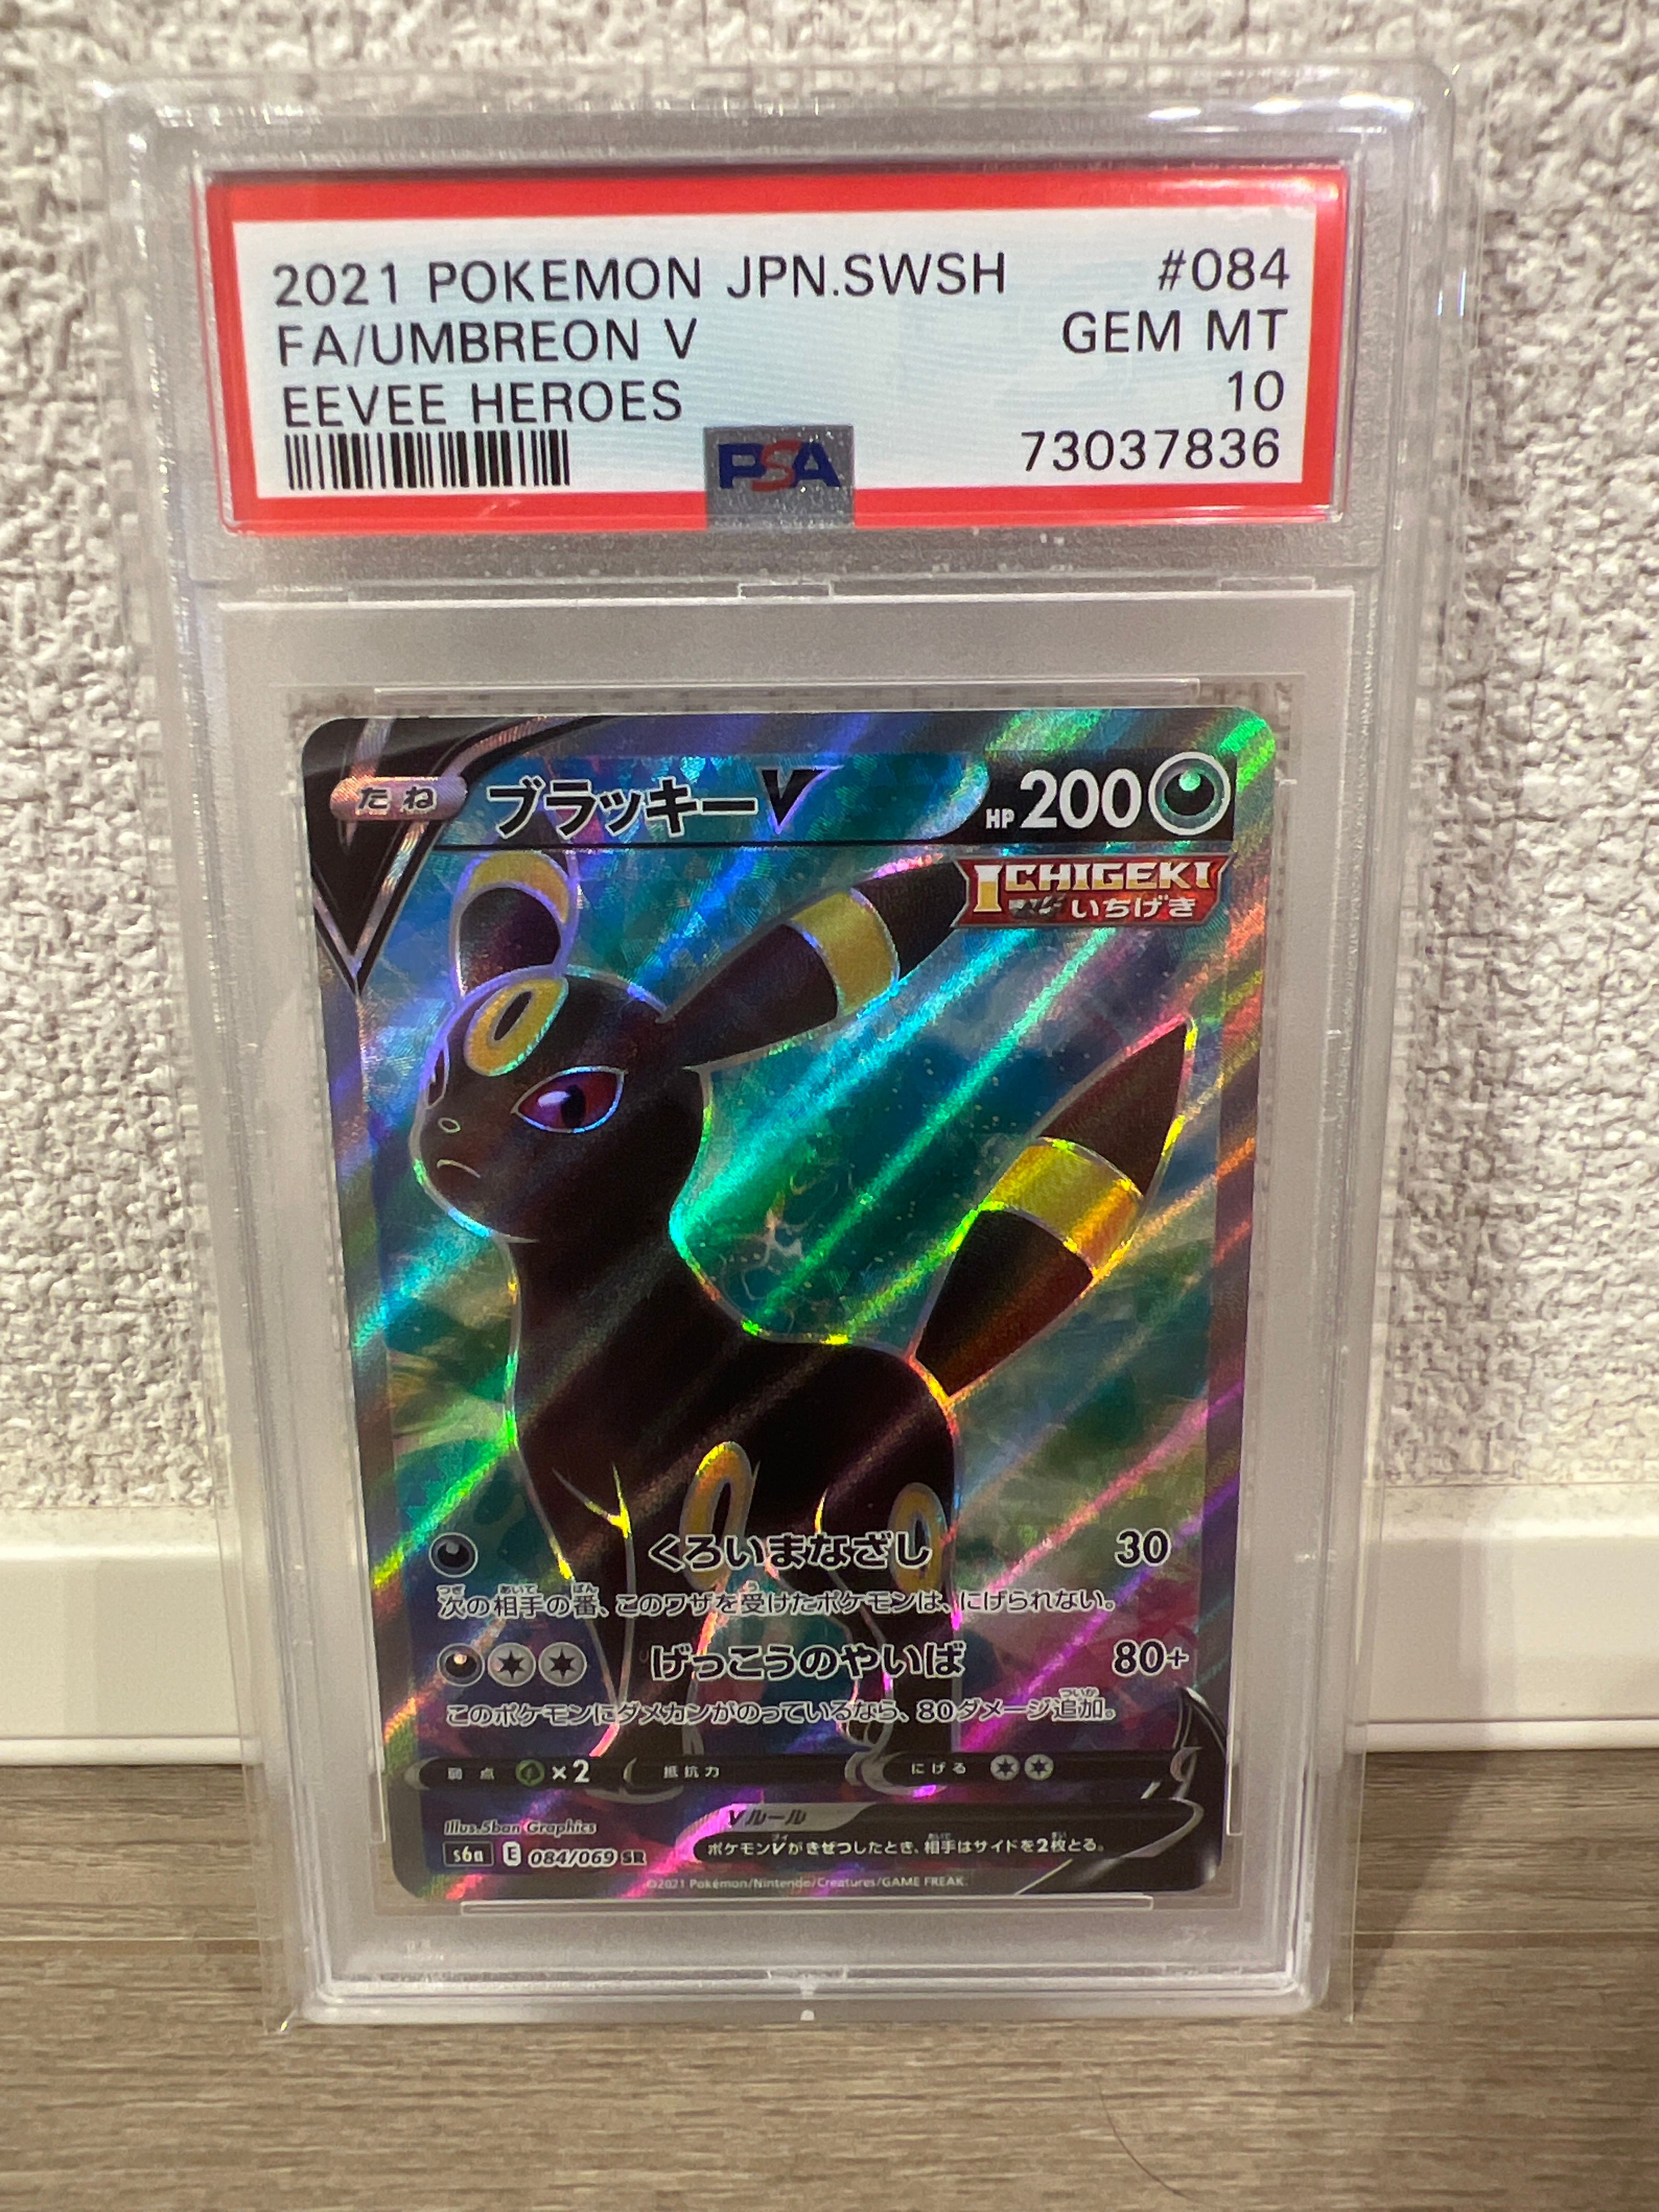 2021 POKEMON JPN.SWSH #084
FA/UMBREON V GEM MT
EEVEE HEROES 10
PSA 73037836
たね ブラッキーV HP 200
ICHIGEKI
いちげき
くろいまなざし 30
次の相手の番、このワザを受けたポケモンは、にげられない。
げっこうのやいば 80+
このポケモンにダメカンがのっているなら、80ダメージ追加。
弱点 ×2 抵抗力 にげる
Vルール
Illus.5ban Graphics
ポケモンVがきぜつしたとき、相手はサイドを2枚とる。
s6a E 084/069 SR
©2021 Pokémon/Nintendo/Creatures/GAME FREAK.